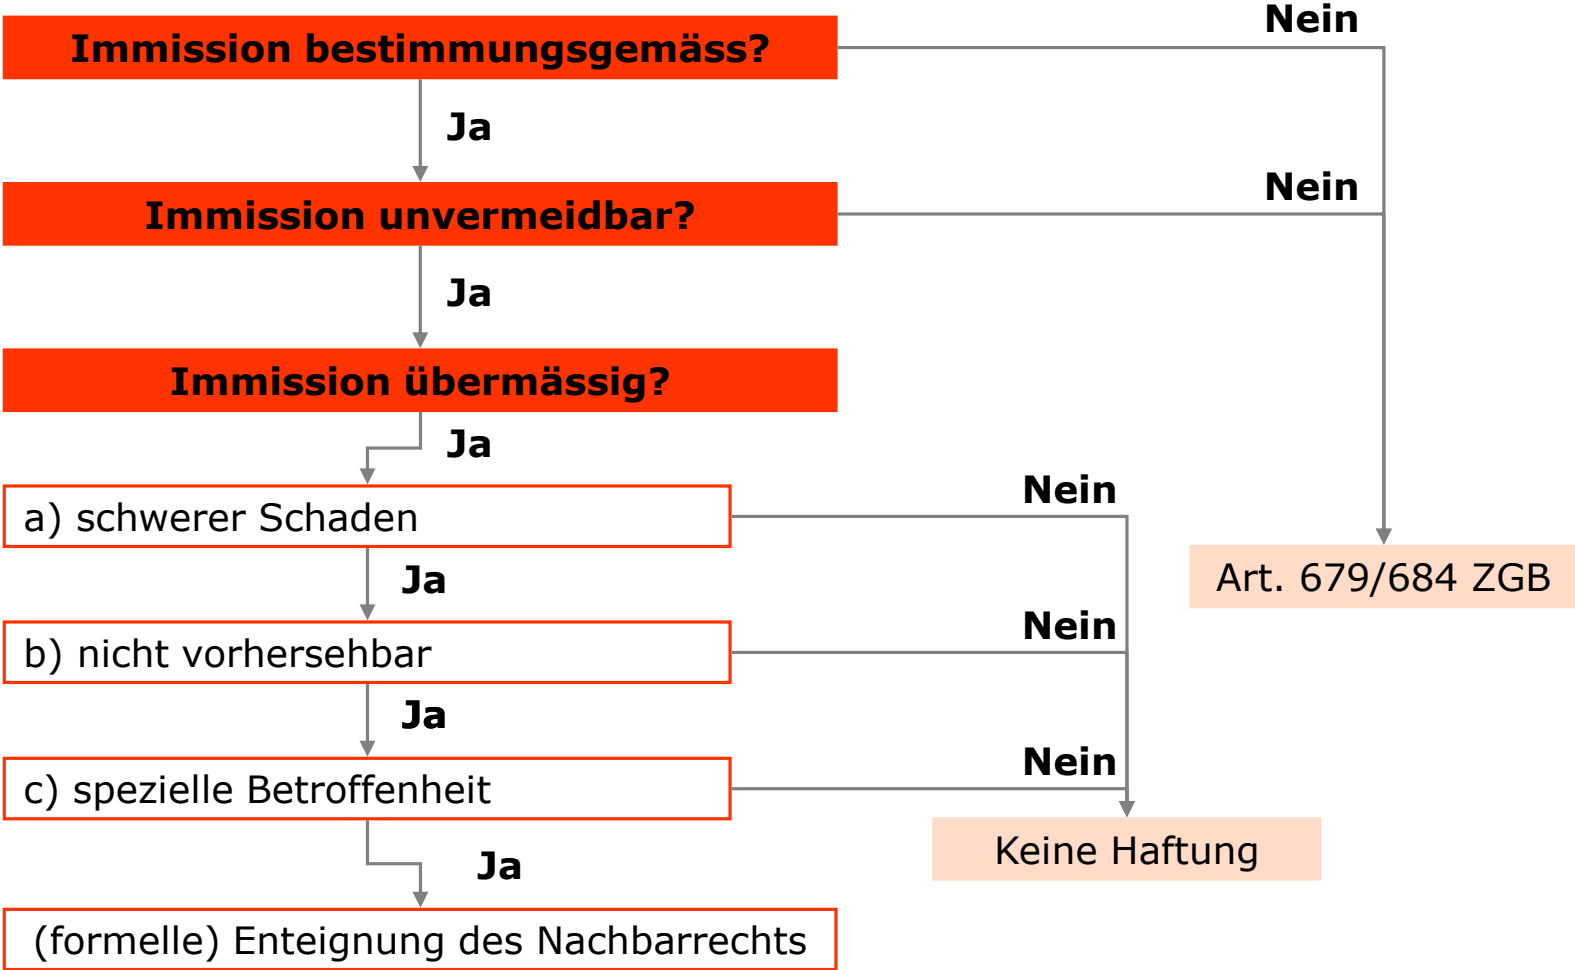 Nein
Immission bestimmungsgemäss?
Ja
Nein
Immission unvermeidbar?
Ja
Immission übermässig?
Ja
Nein
a) schwerer Schaden
Art. 679/684 ZGB
Ja
Nein
b) nicht vorhersehbar
Ja
Nein
c) spezielle Betroffenheit
Keine Haftung
Ja
(formelle) Enteignung des Nachbarrechts